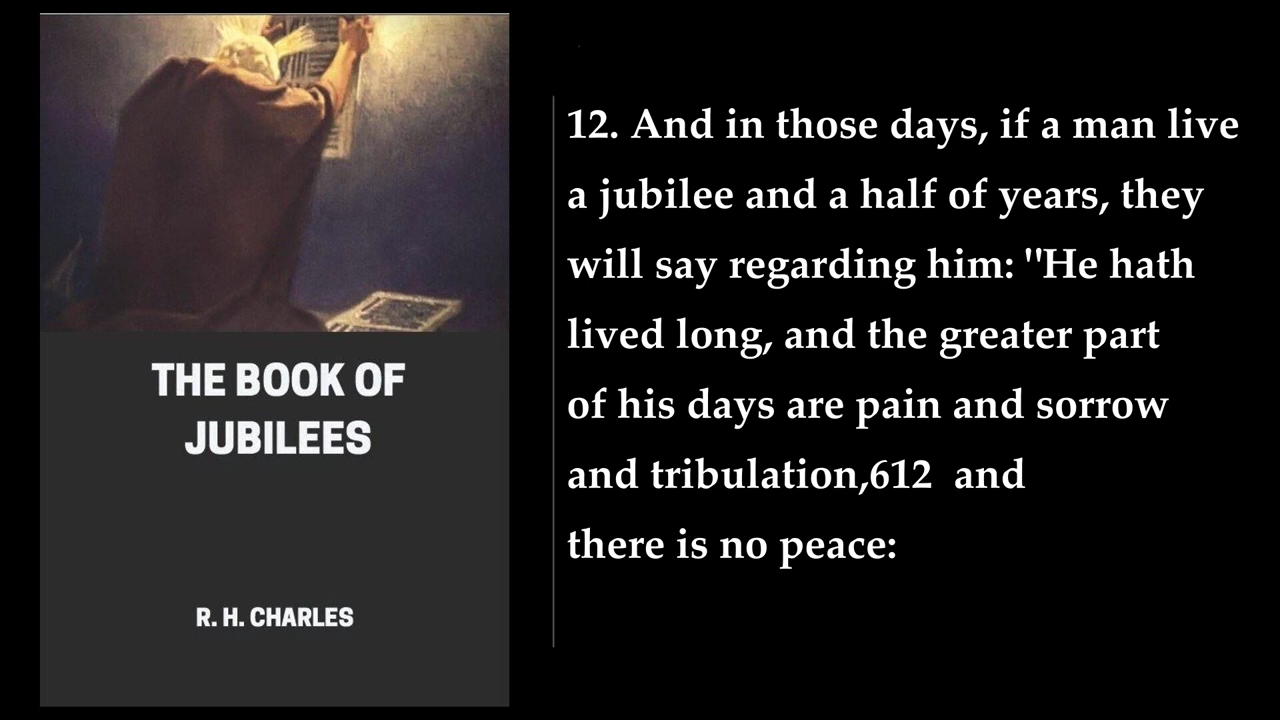 THE BOOK OF
JUBILEES
R. H. CHARLES
12. And in those days, if a man live
a jubilee and a half of years, they
will say regarding him: "He hath
lived long, and the greater part
of his days are pain and sorrow
and tribulation,612  and
there is no peace: